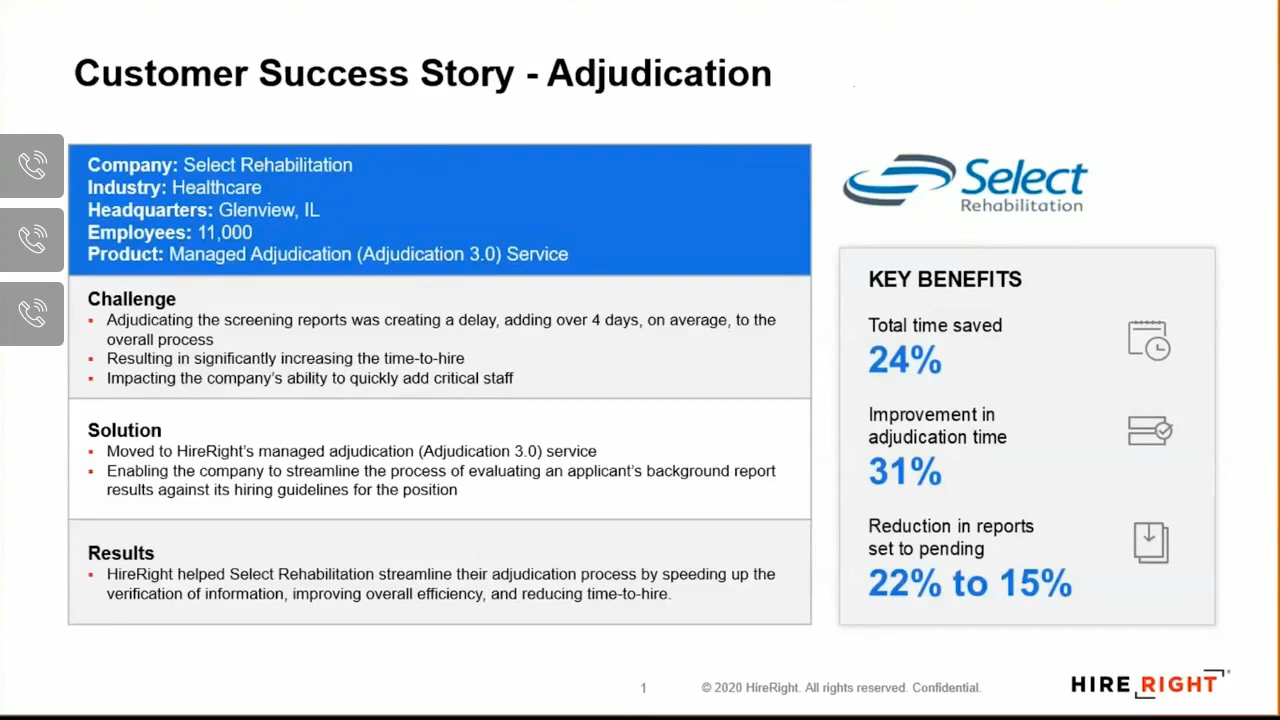 Customer Success Story - Adjudication
Company: Select Rehabilitation
Industry: Healthcare
Headquarters: Glenview, IL
Employees: 11,000
Product: Managed Adjudication (Adjudication 3.0) Service
Challenge
▪ Adjudicating the screening reports was creating a delay, adding over 4 days, on average, to the
overall process
▪ Resulting in significantly increasing the time-to-hire
▪ Impacting the company's ability to quickly add critical staff
Solution
▪ Moved to HireRight's managed adjudication (Adjudication 3.0) service
▪ Enabling the company to streamline the process of evaluating an applicant's background report
results against its hiring guidelines for the position
Results
▪ HireRight helped Select Rehabilitation streamline their adjudication process by speeding up the
verification of information, improving overall efficiency, and reducing time-to-hire.
Select
Rehabilitation
KEY BENEFITS
Total time saved
24%
Improvement in
adjudication time
31%
Reduction in reports
set to pending
22% to 15%
1
© 2020 HireRight. All rights reserved. Confidential.
HIRE RIGHT